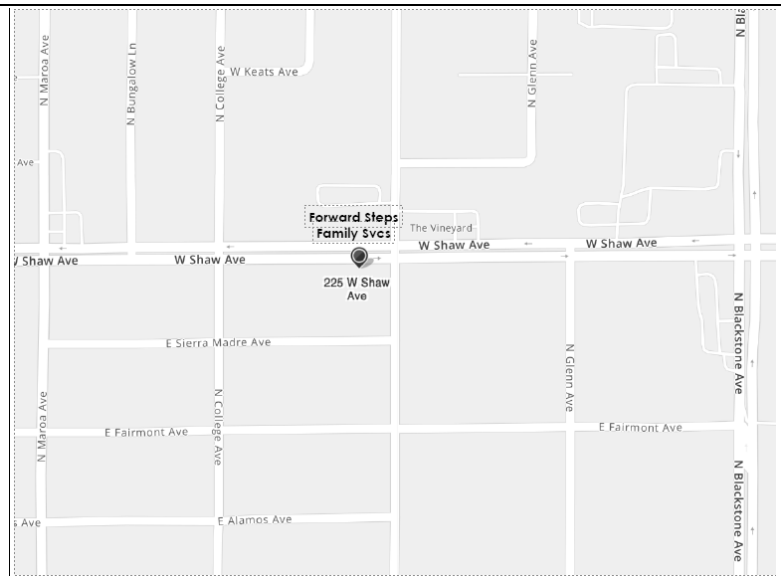 N Bl
N Maroa Ave
N Bungalow Ln
N College Ave
W Keats Ave
N Glenn Ave
Ave
Forward Steps
Family Svcs
The Vineyard
W Shaw Ave
W Shaw Ave
W Shaw Ave
W Shaw Ave
225 W Shaw
Ave
E Sierra Madre Ave
N Glenn Ave
N Blackstone Ave
N Maroa Ave
N College Ave
E Fairmont Ave
E Fairmont Ave
N Blackstone Ave
s Ave
E Alamos Ave